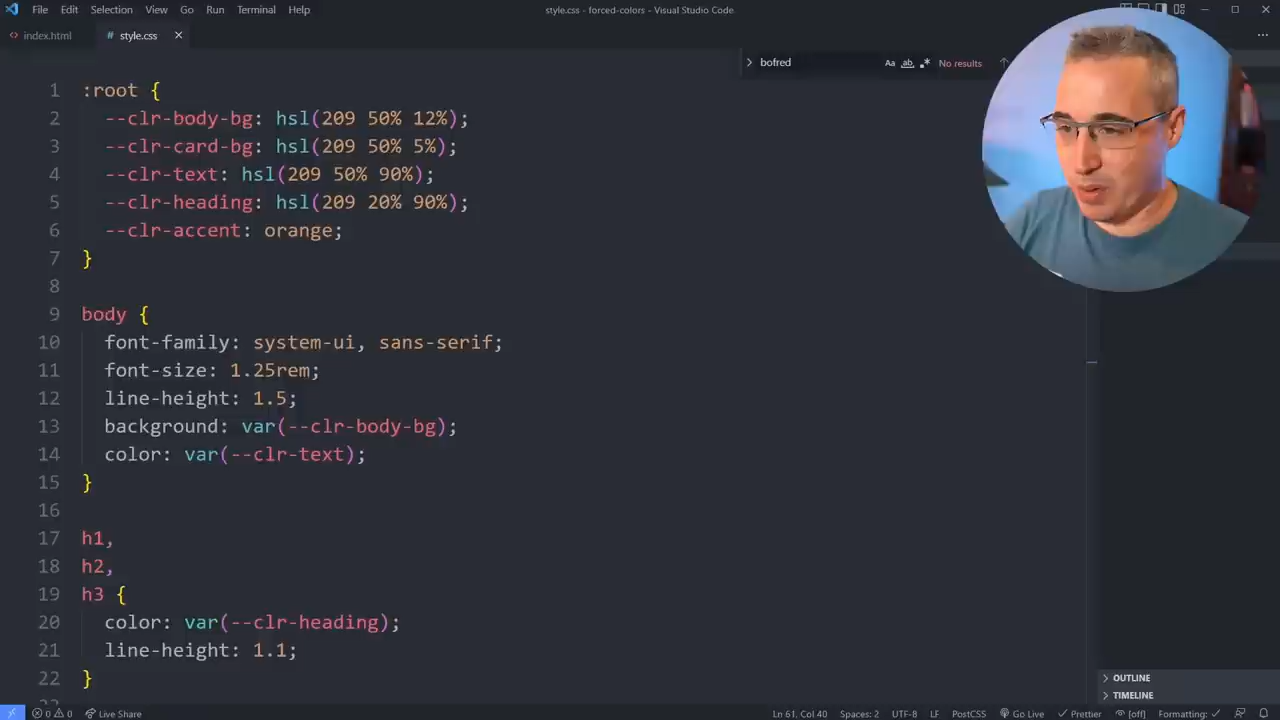 File Edit Selection View Go Run Terminal Help
style.css - forced-colors - Visual Studio Code
<> index.html
# style.css ×
> bofred Aa ab .* No results ↑
1 :root {
2 --clr-body-bg: hsl(209 50% 12%);
3 --clr-card-bg: hsl(209 50% 5%);
4 --clr-text: hsl(209 50% 90%);
5 --clr-heading: hsl(209 20% 90%);
6 --clr-accent: orange;
7 }
8
9 body {
10 font-family: system-ui, sans-serif;
11 font-size: 1.25rem;
12 line-height: 1.5;
13 background: var(--clr-body-bg);
14 color: var(--clr-text);
15 }
16
17 h1,
18 h2,
19 h3 {
20 color: var(--clr-heading);
21 line-height: 1.1;
22 }
> OUTLINE
> TIMELINE
0 0 Live Share Ln 61, Col 40 Spaces: 2 UTF-8 LF PostCSS Go Live Prettier [off] Formatting: ✓